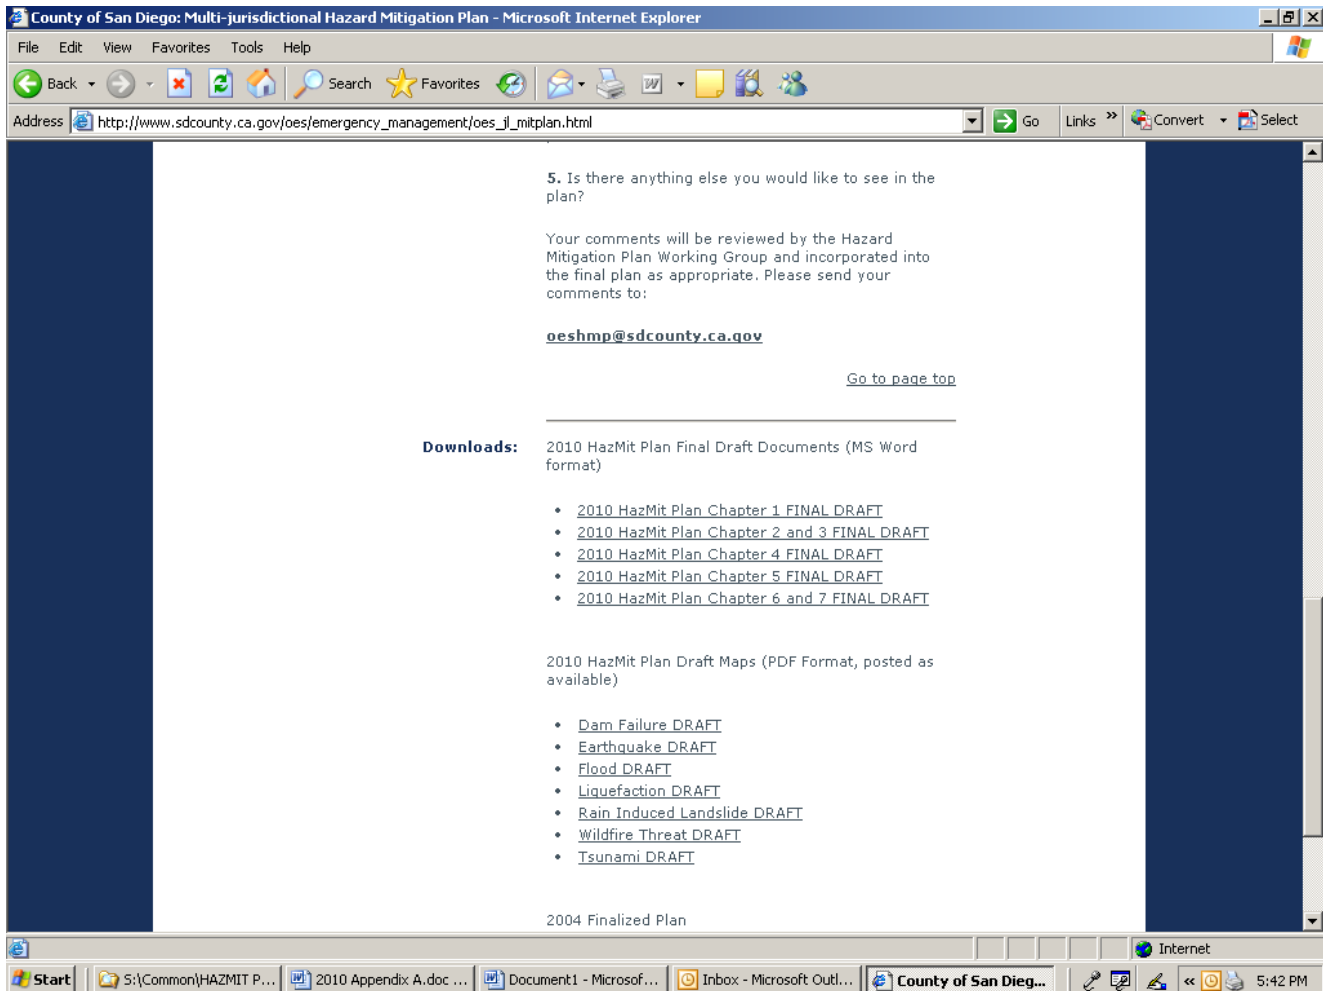 County of San Diego: Multi-jurisdictional Hazard Mitigation Plan - Microsoft Internet Explorer
File Edit View Favorites Tools Help
Back Search Favorites
Address http://www.sdcounty.ca.gov/oes/emergency_management/oes_jl_mitplan.html Go Links » Convert Select
5. Is there anything else you would like to see in the
plan?
Your comments will be reviewed by the Hazard
Mitigation Plan Working Group and incorporated into
the final plan as appropriate. Please send your
comments to:
oeshmp@sdcounty.ca.gov
Go to page top
Downloads: 2010 HazMit Plan Final Draft Documents (MS Word
format)
• 2010 HazMit Plan Chapter 1 FINAL DRAFT
• 2010 HazMit Plan Chapter 2 and 3 FINAL DRAFT
• 2010 HazMit Plan Chapter 4 FINAL DRAFT
• 2010 HazMit Plan Chapter 5 FINAL DRAFT
• 2010 HazMit Plan Chapter 6 and 7 FINAL DRAFT
2010 HazMit Plan Draft Maps (PDF Format, posted as
available)
• Dam Failure DRAFT
• Earthquake DRAFT
• Flood DRAFT
• Liquefaction DRAFT
• Rain Induced Landslide DRAFT
• Wildfire Threat DRAFT
• Tsunami DRAFT
2004 Finalized Plan
Internet
Start S:\Common\HAZMIT P... 2010 Appendix A.doc ... Document1 - Microsof... Inbox - Microsoft Outl... County of San Dieg... « 5:42 PM